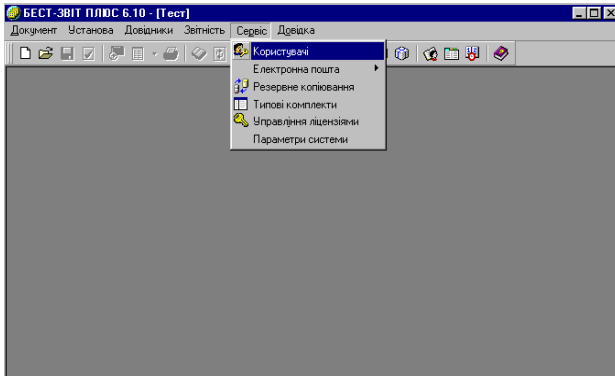 БЕСТ-ЗВІТ ПЛЮС 6.10 - [Тест]
Документ Установа Довідники Звітність Сервіс Довідка
Користувачі
Електронна пошта
Резервне копіювання
Типові комплекти
Управління ліцензіями
Параметри системи